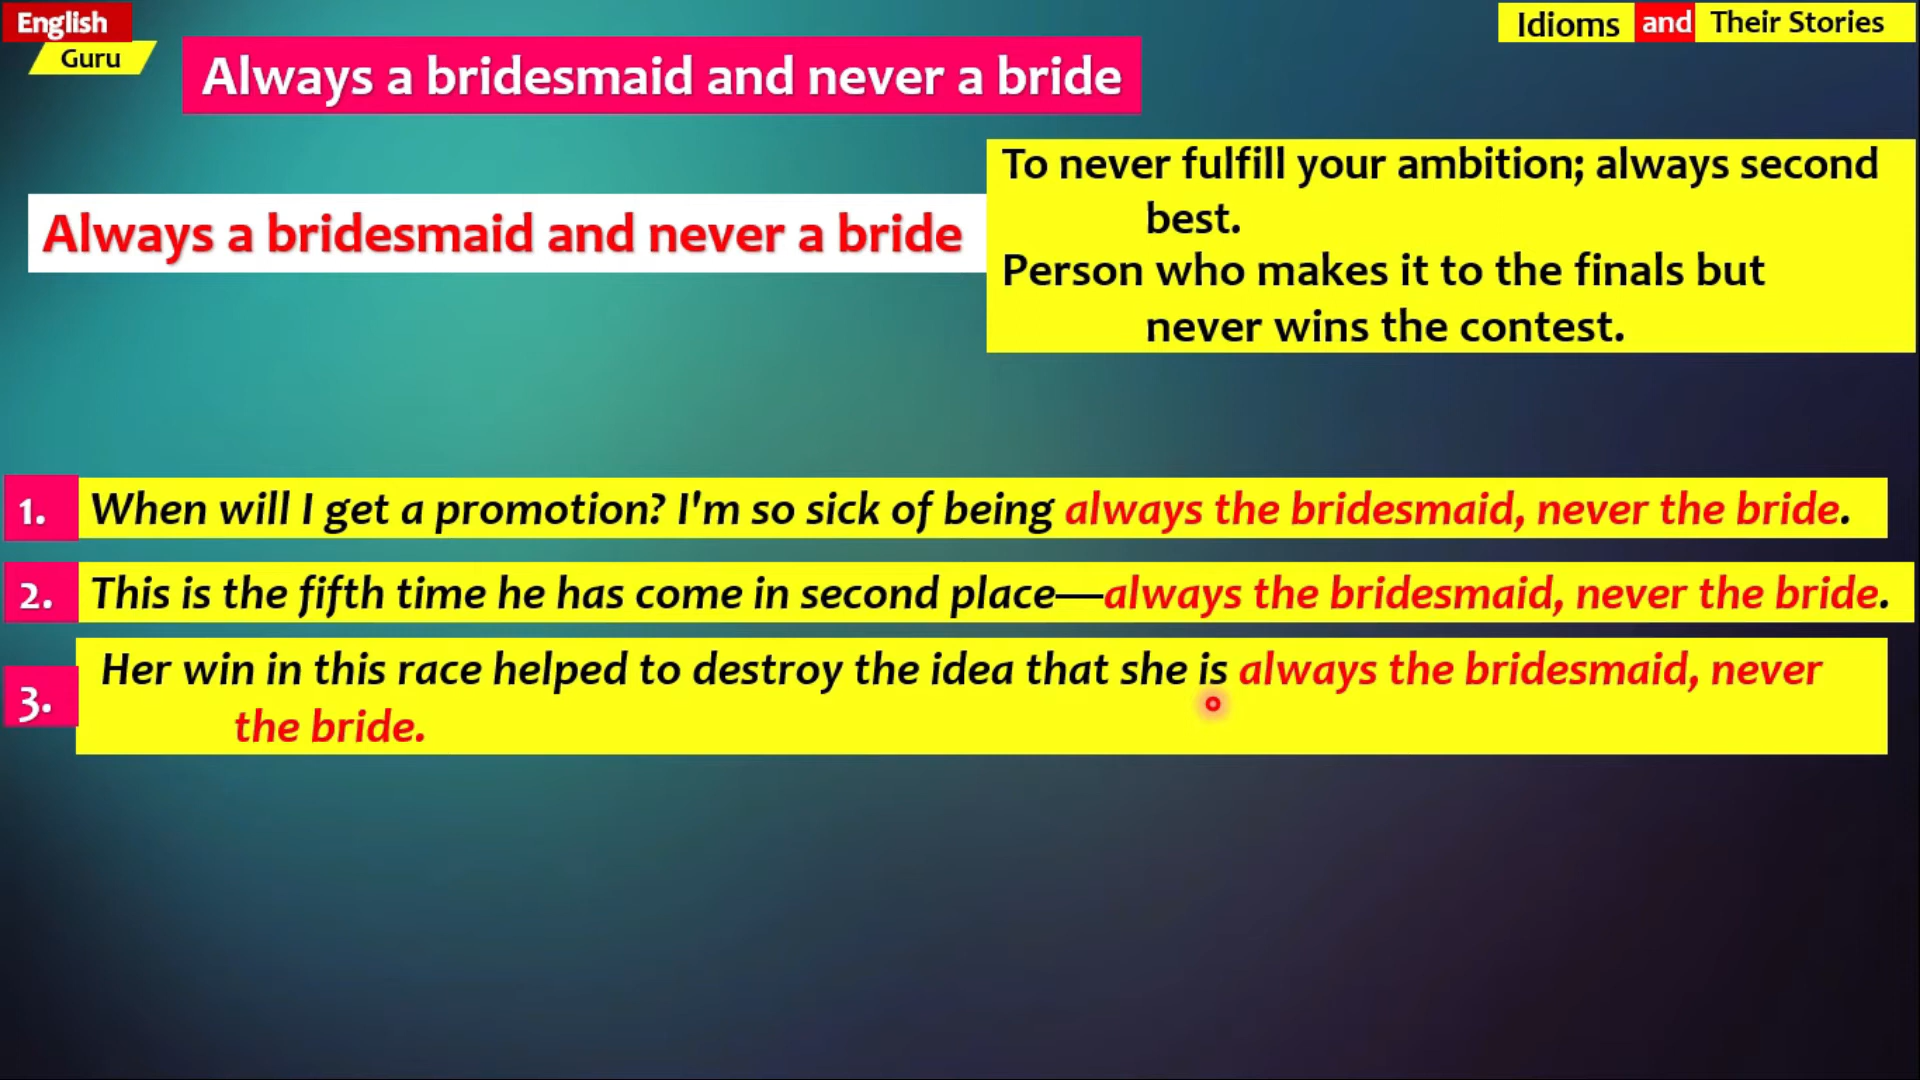 English
Guru
Idioms and Their Stories
Always a bridesmaid and never a bride
Always a bridesmaid and never a bride
To never fulfill your ambition; always second
best.
Person who makes it to the finals but
never wins the contest.
1. When will I get a promotion? I'm so sick of being always the bridesmaid, never the bride.
2. This is the fifth time he has come in second place—always the bridesmaid, never the bride.
3. Her win in this race helped to destroy the idea that she is always the bridesmaid, never
the bride.